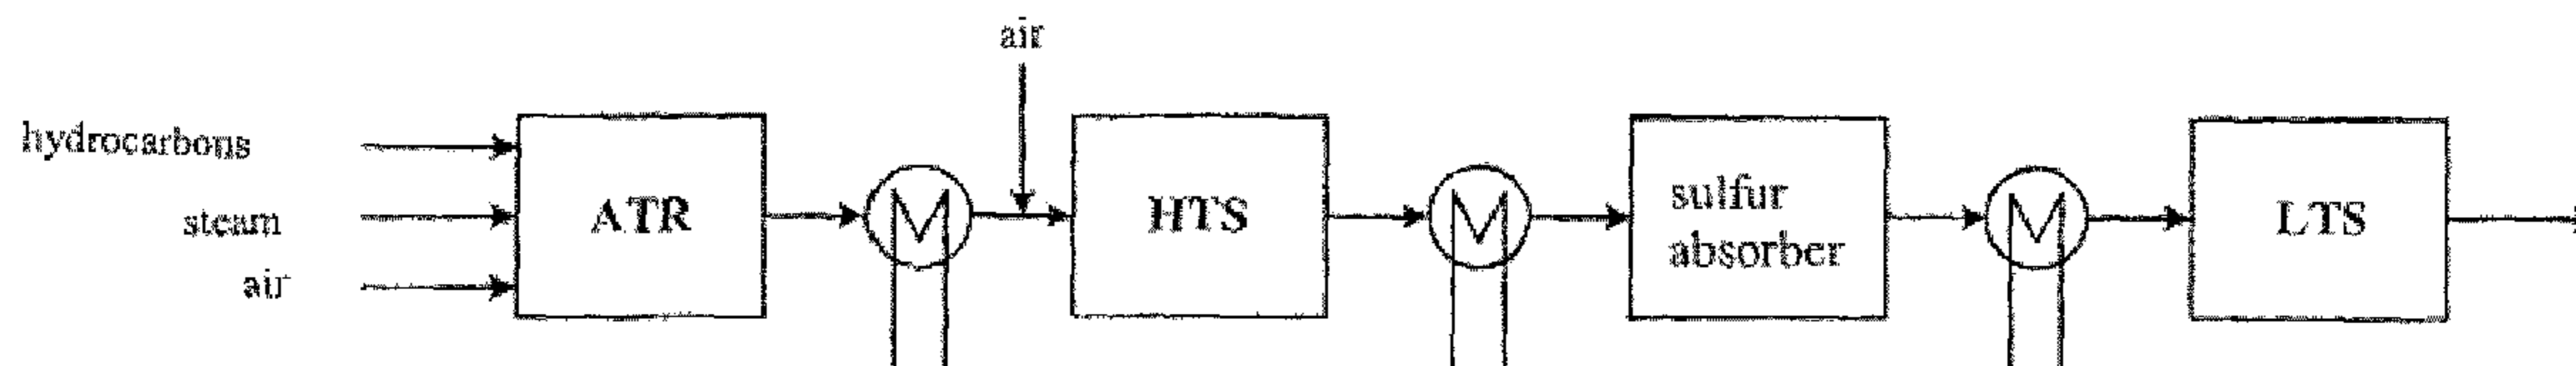 air
hydrocarbons
steam
air
ATR
HTS
sulfur
absorber
LTS